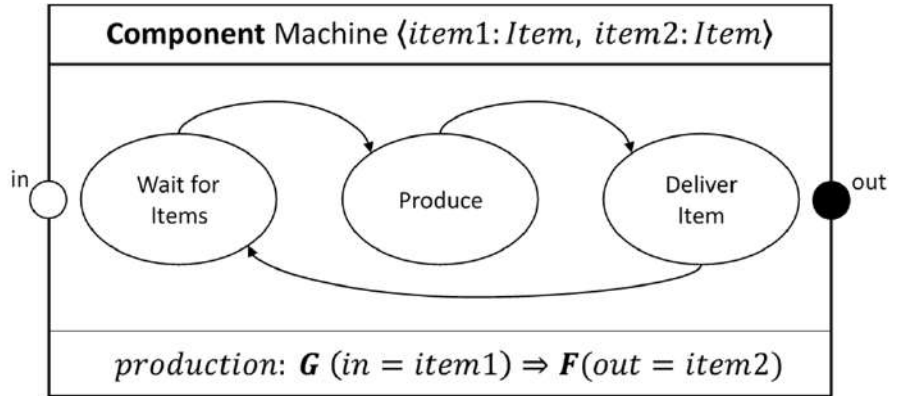 Component Machine ⟨item1: Item, item2: Item⟩
in
Wait for
Items
Produce
Deliver
Item
out
production: G (in = item1) ⇒ F(out = item2)